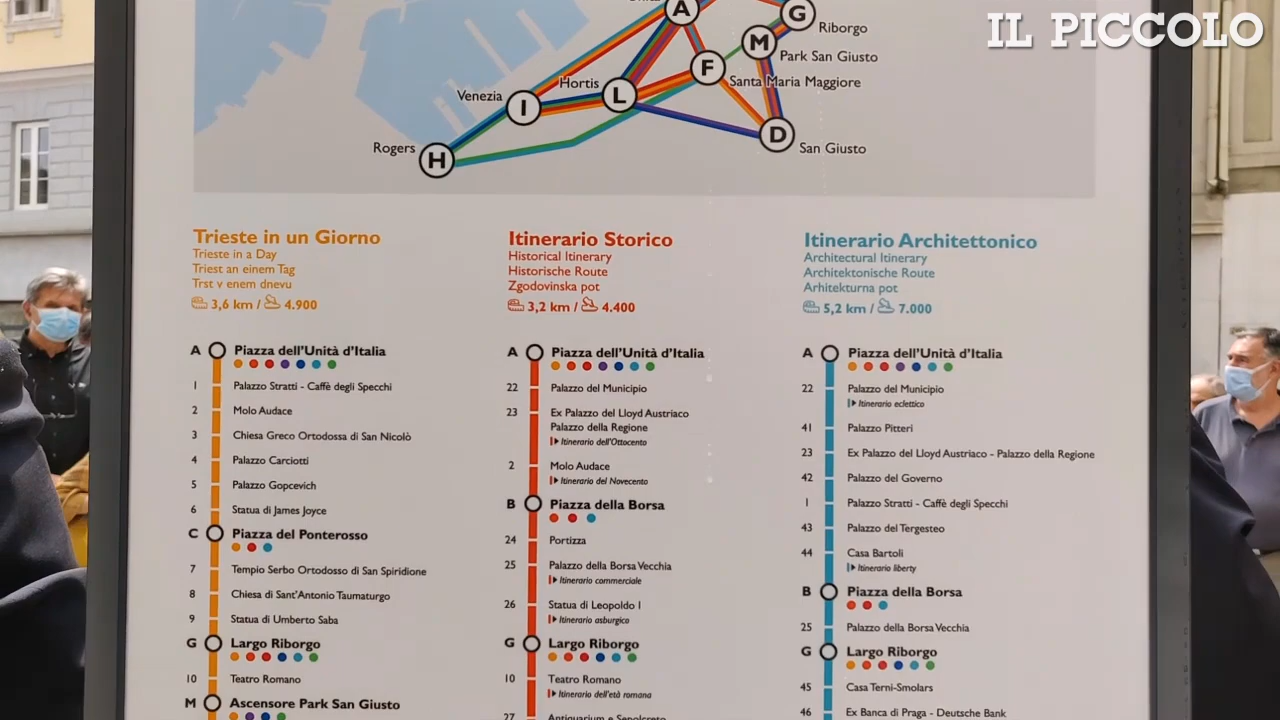 IL PICCOLO
A
G
Riborgo
M
Park San Giusto
F
Santa Maria Maggiore
Hortis
L
Venezia
I
D
San Giusto
Rogers
H
Trieste in un Giorno
Trieste in a Day
Triest an einem Tag
Trst v enem dnevu
3,6 km / 4.900
A Piazza dell'Unità d'Italia
1 Palazzo Stratti - Caffè degli Specchi
2 Molo Audace
3 Chiesa Greco Ortodossa di San Nicolò
4 Palazzo Carciotti
5 Palazzo Gopcevich
6 Statua di James Joyce
C Piazza del Ponterosso
7 Tempio Serbo Ortodosso di San Spiridione
8 Chiesa di Sant'Antonio Taumaturgo
9 Statua di Umberto Saba
G Largo Riborgo
10 Teatro Romano
M Ascensore Park San Giusto
Itinerario Storico
Historical Itinerary
Historische Route
Zgodovinska pot
3,2 km / 4.400
A Piazza dell'Unità d'Italia
22 Palazzo del Municipio
23 Ex Palazzo del Lloyd Austriaco
Palazzo della Regione
Itinerario dell'Ottocento
2 Molo Audace
Itinerario del Novecento
B Piazza della Borsa
24 Portizza
25 Palazzo della Borsa Vecchia
Itinerario commerciale
26 Statua di Leopoldo I
Itinerario asburgico
G Largo Riborgo
10 Teatro Romano
Itinerario dell'età romana
27 Antiquarium e Sepolcreto
Itinerario Architettonico
Architectural Itinerary
Architektonische Route
Arhitekturna pot
5,2 km / 7.000
A Piazza dell'Unità d'Italia
22 Palazzo del Municipio
Itinerario eclettico
41 Palazzo Pitteri
23 Ex Palazzo del Lloyd Austriaco - Palazzo della Regione
42 Palazzo del Governo
1 Palazzo Stratti - Caffè degli Specchi
43 Palazzo del Tergesteo
44 Casa Bartoli
Itinerario liberty
B Piazza della Borsa
25 Palazzo della Borsa Vecchia
G Largo Riborgo
45 Casa Terni-Smolars
46 Ex Banca di Praga - Deutsche Bank